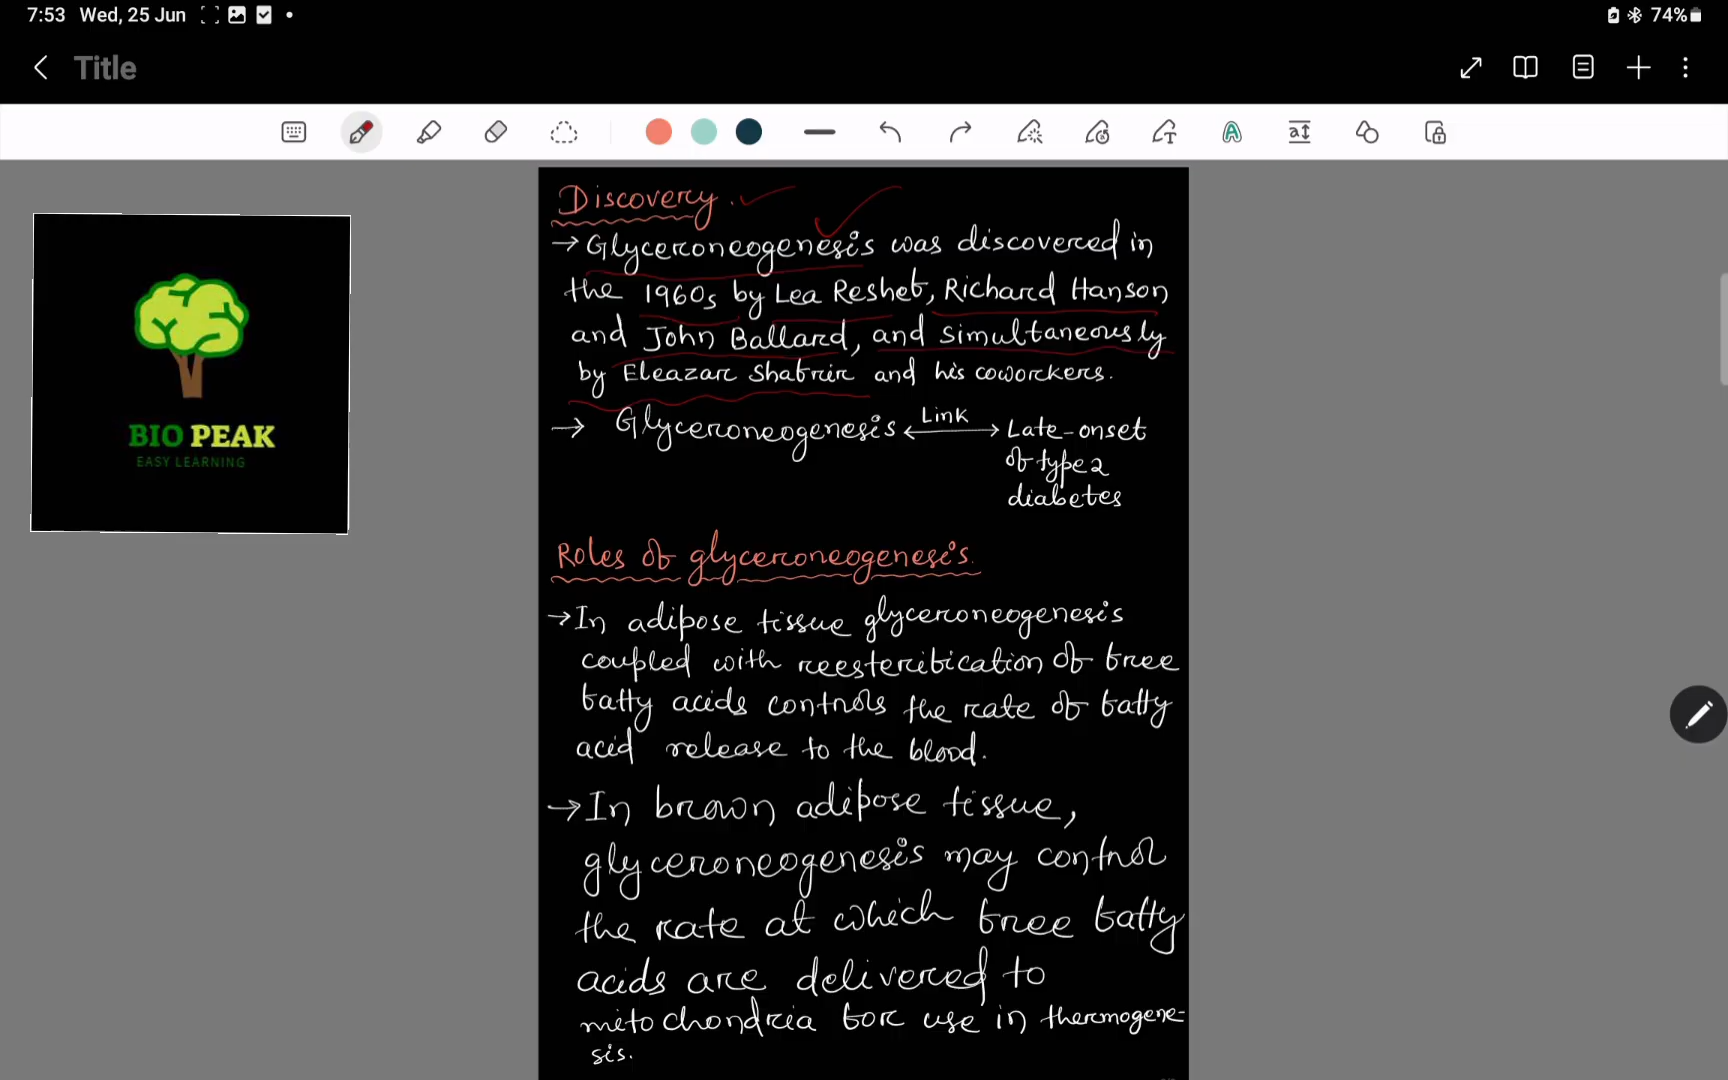 7:53 Wed, 25 Jun
74%
Title
BIO PEAK
EASY LEARNING
Discovery.
→ Glyceroneogenesis was discovered in
the 1960s by Lea Reshef, Richard Hanson
and John Ballard, and simultaneously
by Eleazar Shafrir and his coworkers.
→ Glyceroneogenesis ←Link→ Late-onset
of type 2
diabetes
Roles of glyceroneogenesis.
→ In adipose tissue glyceroneogenesis
coupled with reesterification of free
fatty acids controls the rate of fatty
acid release to the blood.
→ In brown adipose tissue,
glyceroneogenesis may control
the rate at which free fatty
acids are delivered to
mitochondria for use in thermogene-
sis.